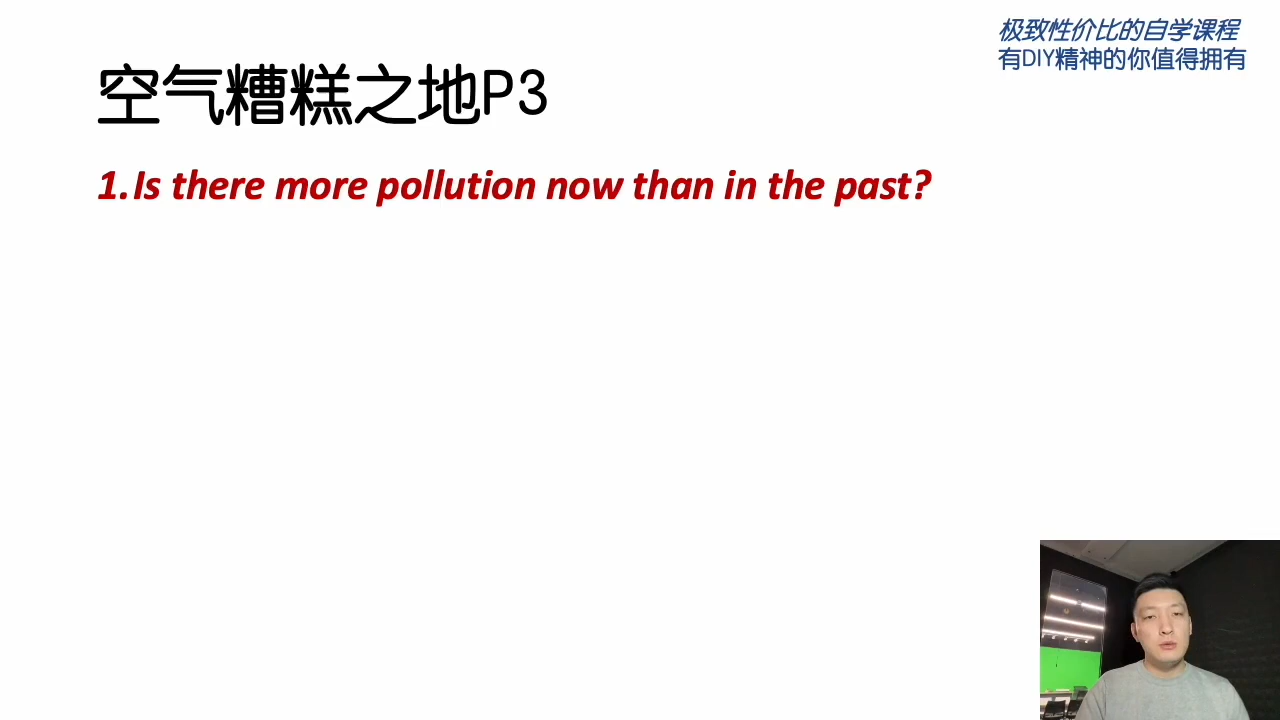 极致性价比的自学课程
有DIY精神的你值得拥有
空气糟糕之地P3
1. Is there more pollution now than in the past?